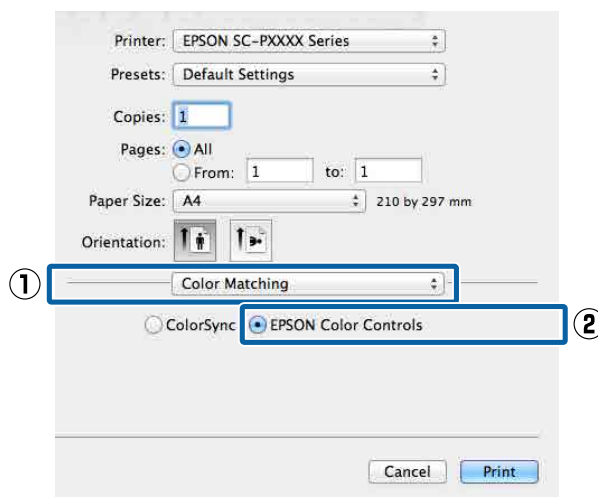 Printer: EPSON SC-PXXXX Series
Presets: Default Settings
Copies: 1
Pages: All
From: 1 to: 1
Paper Size: A4 210 by 297 mm
Orientation:
① Color Matching
ColorSync EPSON Color Controls ②
Cancel Print